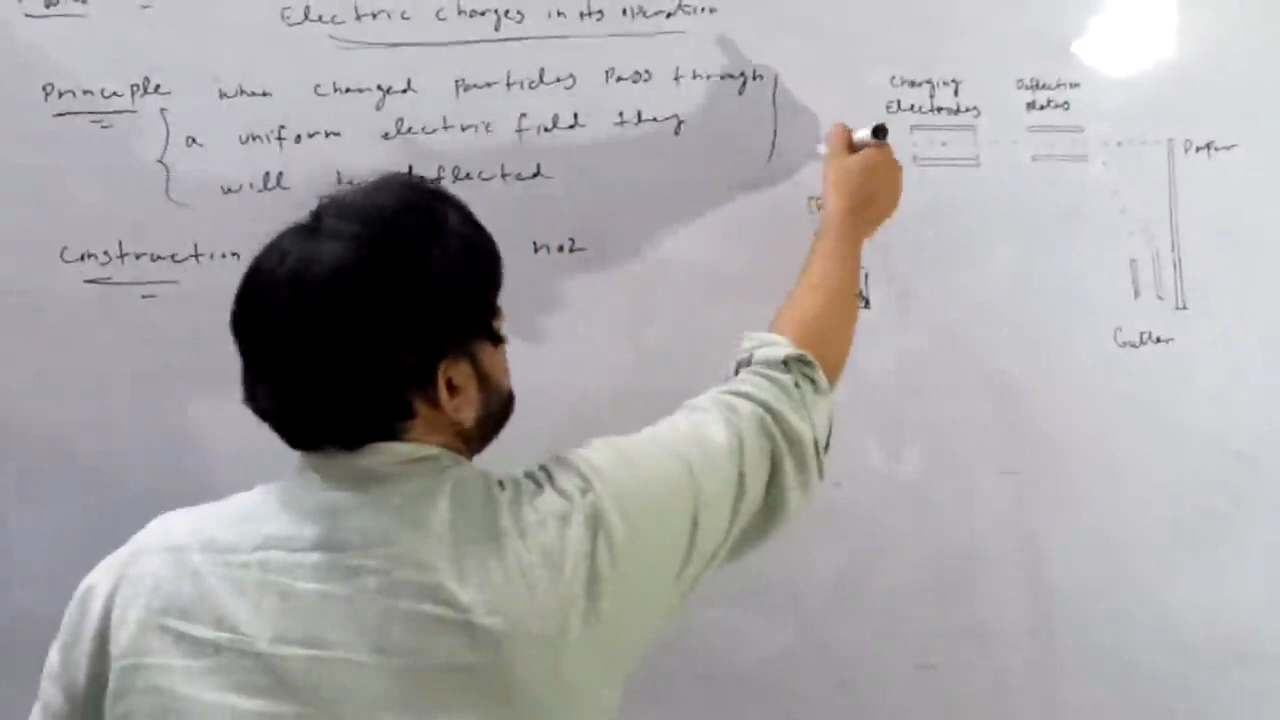 Electric charges in its operation
Principle when charged particles pass through
a uniform electric field they
will be deflected
Construction no2
Charging
Electrodes
Deflection
plates
Paper
Gutter